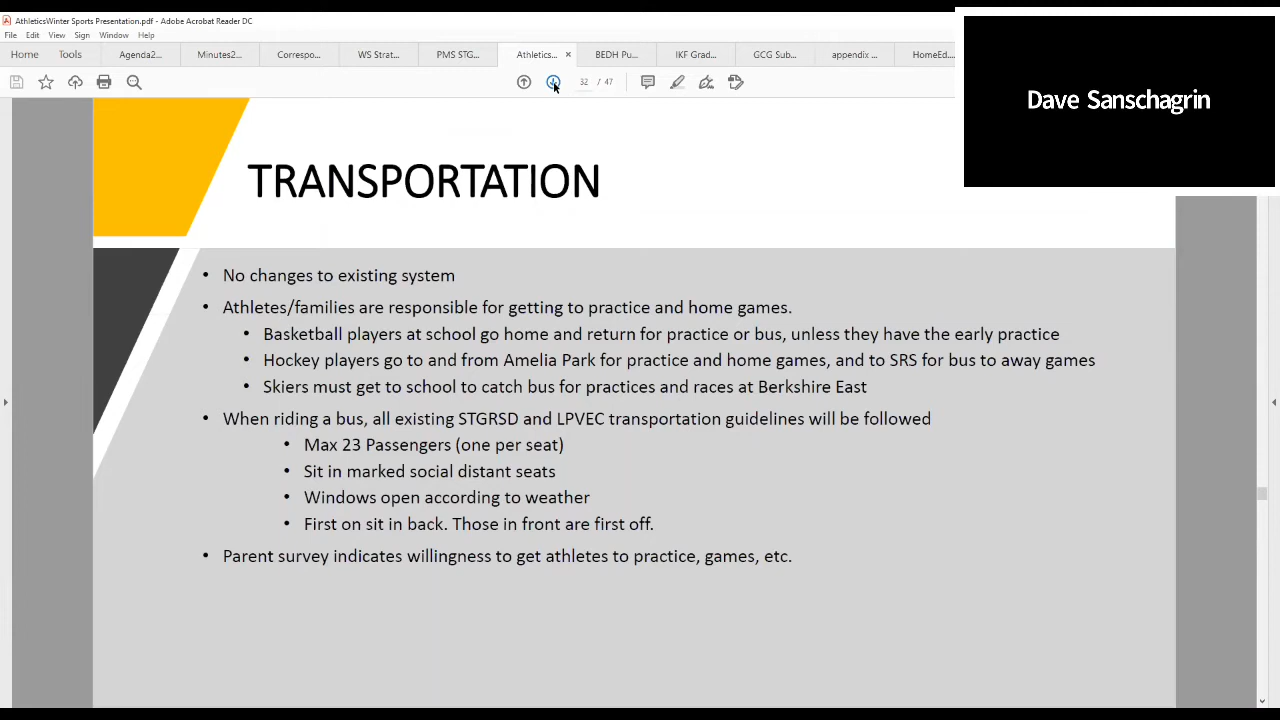 AthleticsWinter Sports Presentation.pdf - Adobe Acrobat Reader DC
File Edit View Sign Window Help
Home Tools Agenda2... Minutes2... Correspo... WS Strat... PMS STG... Athletics... × BEDH Pu... IKF Grad... GCG Sub... appendix ... HomeEd...
32 / 47
Dave Sanschagrin
TRANSPORTATION
• No changes to existing system
• Athletes/families are responsible for getting to practice and home games.
• Basketball players at school go home and return for practice or bus, unless they have the early practice
• Hockey players go to and from Amelia Park for practice and home games, and to SRS for bus to away games
• Skiers must get to school to catch bus for practices and races at Berkshire East
• When riding a bus, all existing STGRSD and LPVEC transportation guidelines will be followed
• Max 23 Passengers (one per seat)
• Sit in marked social distant seats
• Windows open according to weather
• First on sit in back. Those in front are first off.
• Parent survey indicates willingness to get athletes to practice, games, etc.